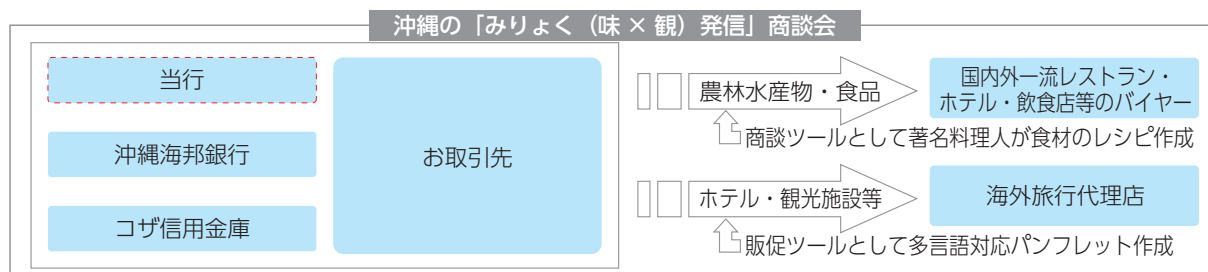 沖縄の「みりょく（味 × 観）発信」商談会
当行
沖縄海邦銀行
コザ信用金庫
お取引先
農林水産物・食品
国内外一流レストラン・
ホテル・飲食店等のバイヤー
商談ツールとして著名料理人が食材のレシピ作成
ホテル・観光施設等
海外旅行代理店
販促ツールとして多言語対応パンフレット作成